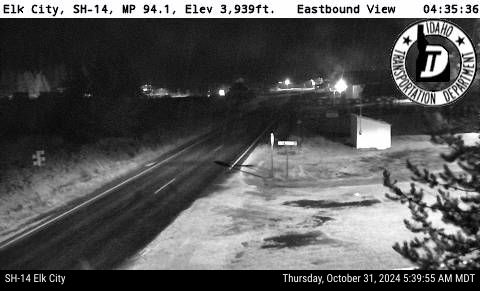 Elk City, SH-14, MP 94.1, Elev 3,939ft. Eastbound View 04:35:36
IDAHO
TRANSPORTATION DEPARTMENT
SH-14 Elk City Thursday, October 31, 2024 5:39:55 AM MDT